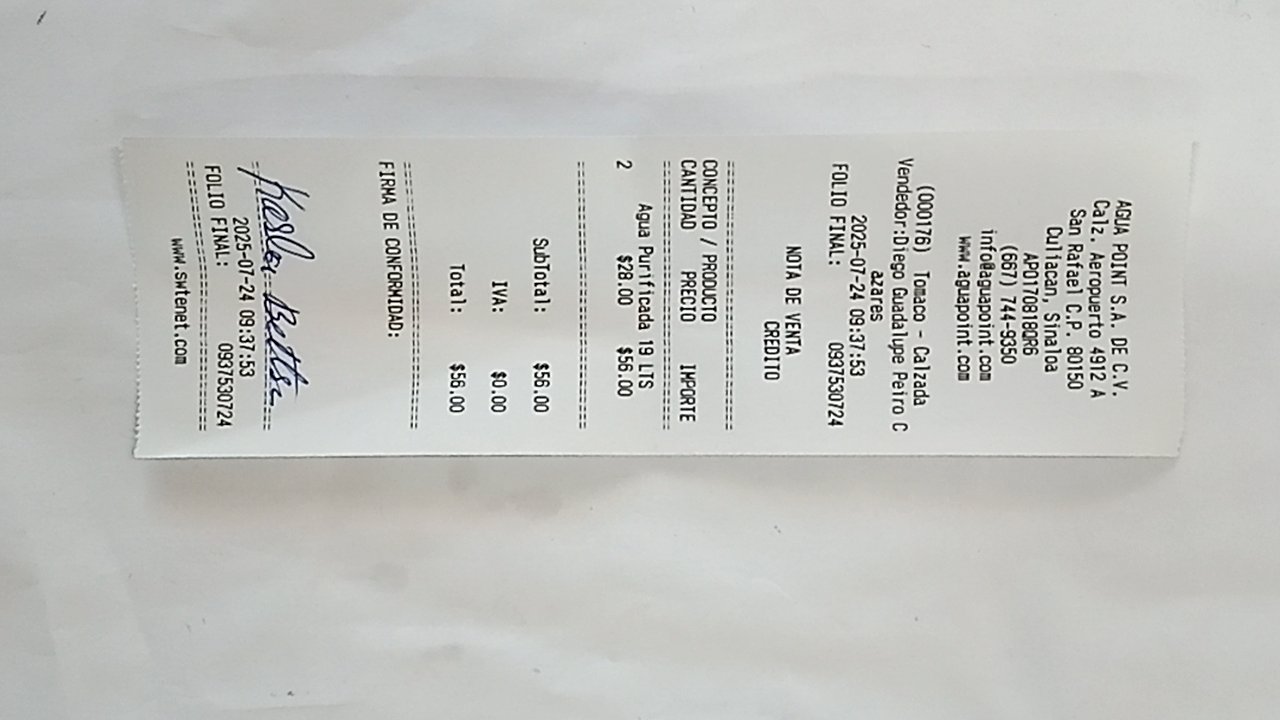 AGUA POINT S.A. DE C.V.
Calz. Aeropuerto 4912 A
San Rafael C.P. 80150
Culiacan, Sinaloa
APO170818QR6
(667) 744-9350
info@aguapoint.com
www.aguapoint.com
(000176) Tomaco - Calzada
Vendedor:Diego Guadalupe Peiro C
azares
2025-07-24 09:37:53
FOLIO FINAL: 0937530724
NOTA DE VENTA
CREDITO
================================
CONCEPTO / PRODUCTO
CANTIDAD PRECIO IMPORTE
================================
Agua Purificada 19 LTS
2 $28.00 $56.00
================================
SubTotal: $56.00
IVA: $0.00
Total: $56.00
================================
FIRMA DE CONFORMIDAD:
================================
2025-07-24 09:37:53
FOLIO FINAL: 0937530724
================================
www.swfenet.com